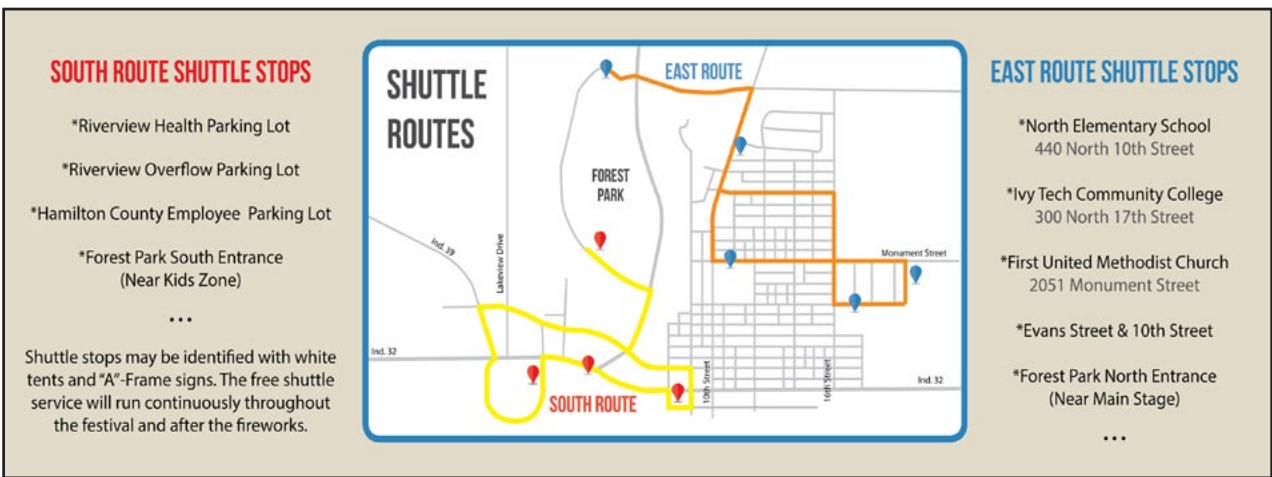 SOUTH ROUTE SHUTTLE STOPS
*Riverview Health Parking Lot
*Riverview Overflow Parking Lot
*Hamilton County Employee Parking Lot
*Forest Park South Entrance
(Near Kids Zone)
...
Shuttle stops may be identified with white
tents and “A”-Frame signs. The free shuttle
service will run continuously throughout
the festival and after the fireworks.
SHUTTLE
ROUTES
EAST ROUTE
FOREST
PARK
Ind. 39
Lakeview Drive
Monument Street
Ind. 32
SOUTH ROUTE
10th Street
16th Street
Ind. 32
EAST ROUTE SHUTTLE STOPS
*North Elementary School
440 North 10th Street
*Ivy Tech Community College
300 North 17th Street
*First United Methodist Church
2051 Monument Street
*Evans Street & 10th Street
*Forest Park North Entrance
(Near Main Stage)
...